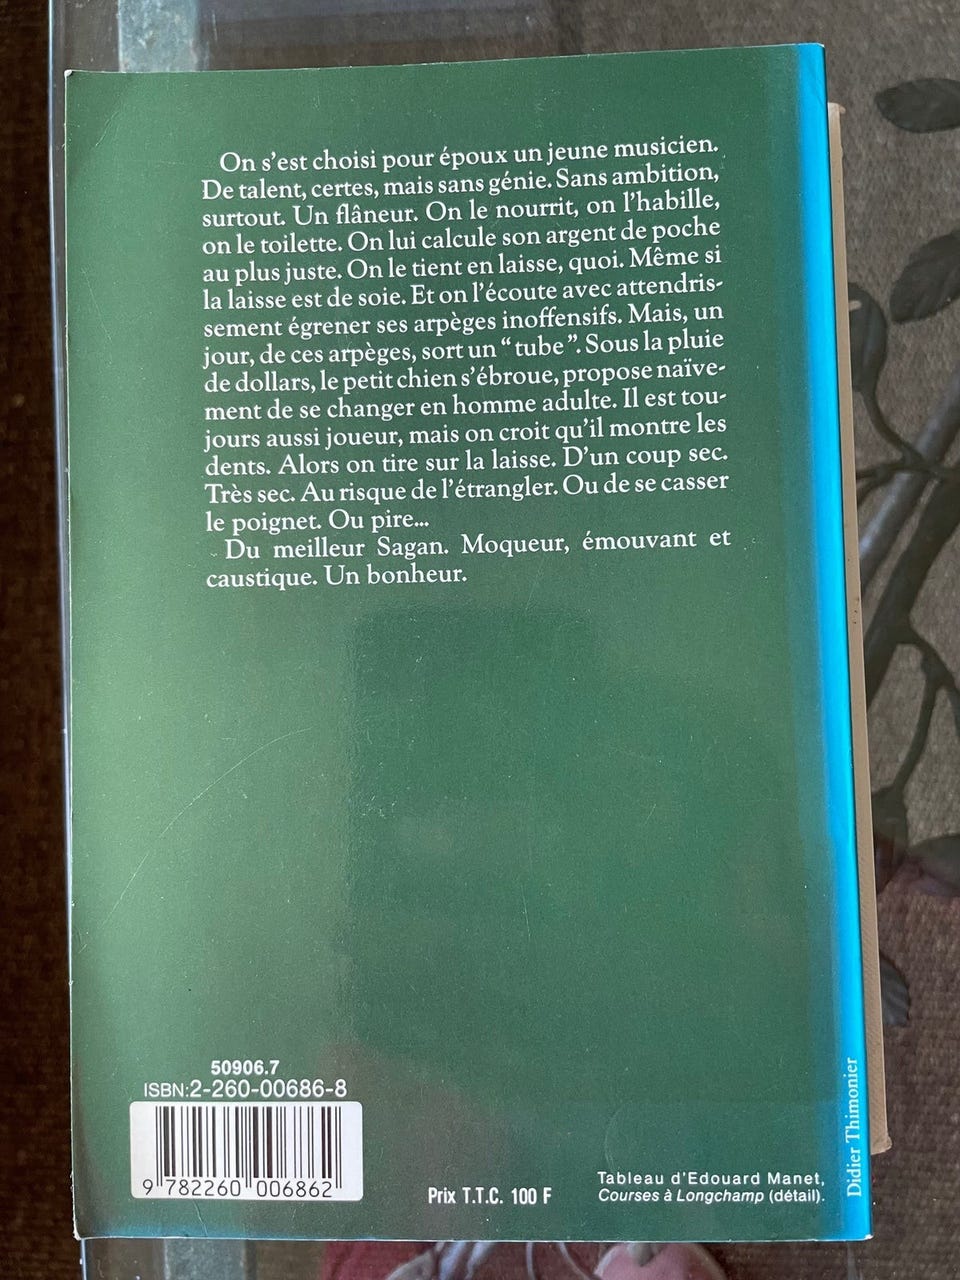 On s'est choisi pour époux un jeune musicien.
De talent, certes, mais sans génie. Sans ambition,
surtout. Un flâneur. On le nourrit, on l'habille,
on le toilette. On lui calcule son argent de poche
au plus juste. On le tient en laisse, quoi. Même si
la laisse est de soie. Et on l'écoute avec attendris-
sement égrener ses arpèges inoffensifs. Mais, un
jour, de ces arpèges, sort un "tube". Sous la pluie
de dollars, le petit chien s'ébroue, propose naïve-
ment de se changer en homme adulte. Il est tou-
jours aussi joueur, mais on croit qu'il montre les
dents. Alors on tire sur la laisse. D'un coup sec.
Très sec. Au risque de l'étrangler. Ou de se casser
le poignet. Ou pire...
Du meilleur Sagan. Moqueur, émouvant et
caustique. Un bonheur.
50906.7
ISBN:2-260-00686-8
9 782260 006862
Prix T.T.C. 100 F
Tableau d'Edouard Manet,
Courses à Longchamp (détail).
Didier Thimonier